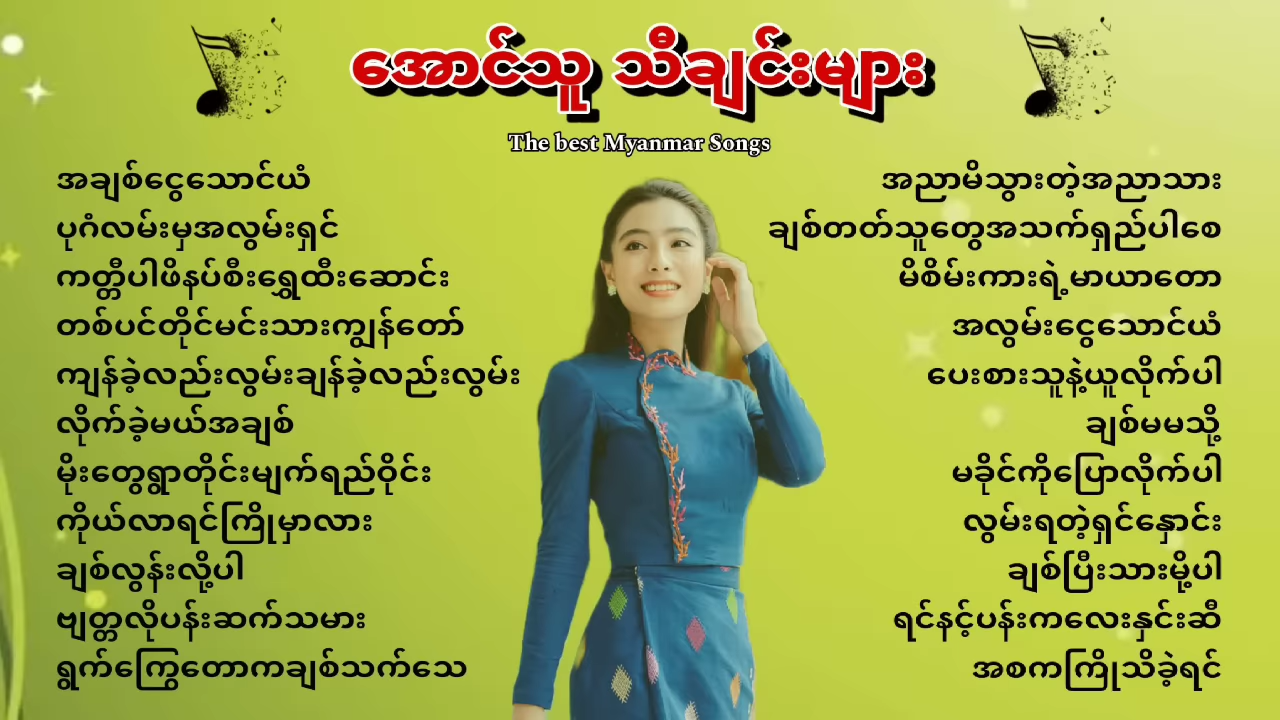 အောင်သူ သီချင်းများ
The best Myanmar Songs
အချစ်ငွေသောင်ယံ
ပုဂံလမ်းမှအလွမ်းရှင်
ကတ္တီပါဖိနပ်စီးရွှေထီးဆောင်း
တစ်ပင်တိုင်မင်းသားကျွန်တော်
ကျန်ခဲ့လည်းလွမ်းချန်ခဲ့လည်းလွမ်း
လိုက်ခဲ့မယ်အချစ်
မိုးတွေရွာတိုင်းမျက်ရည်ဝိုင်း
ကိုယ်လာရင်ကြိုမှာလား
ချစ်လွန်းလို့ပါ
ဗျတ္တလိုပန်းဆက်သမား
ရွက်ကြွေတောကချစ်သက်သေ
အညာမိသွားတဲ့အညာသား
ချစ်တတ်သူတွေအသက်ရှည်ပါစေ
မိစိမ်းကားရဲ့မာယာတော
အလွမ်းငွေသောင်ယံ
ပေးစားသူနဲ့ယူလိုက်ပါ
ချစ်မမသို့
မခိုင်ကိုပြောလိုက်ပါ
လွမ်းရတဲ့ရှင်နှောင်း
ချစ်ပြီးသားမို့ပါ
ရင်နင့်ပန်းကလေးနှင်းဆီ
အစကကြိုသိခဲ့ရင်